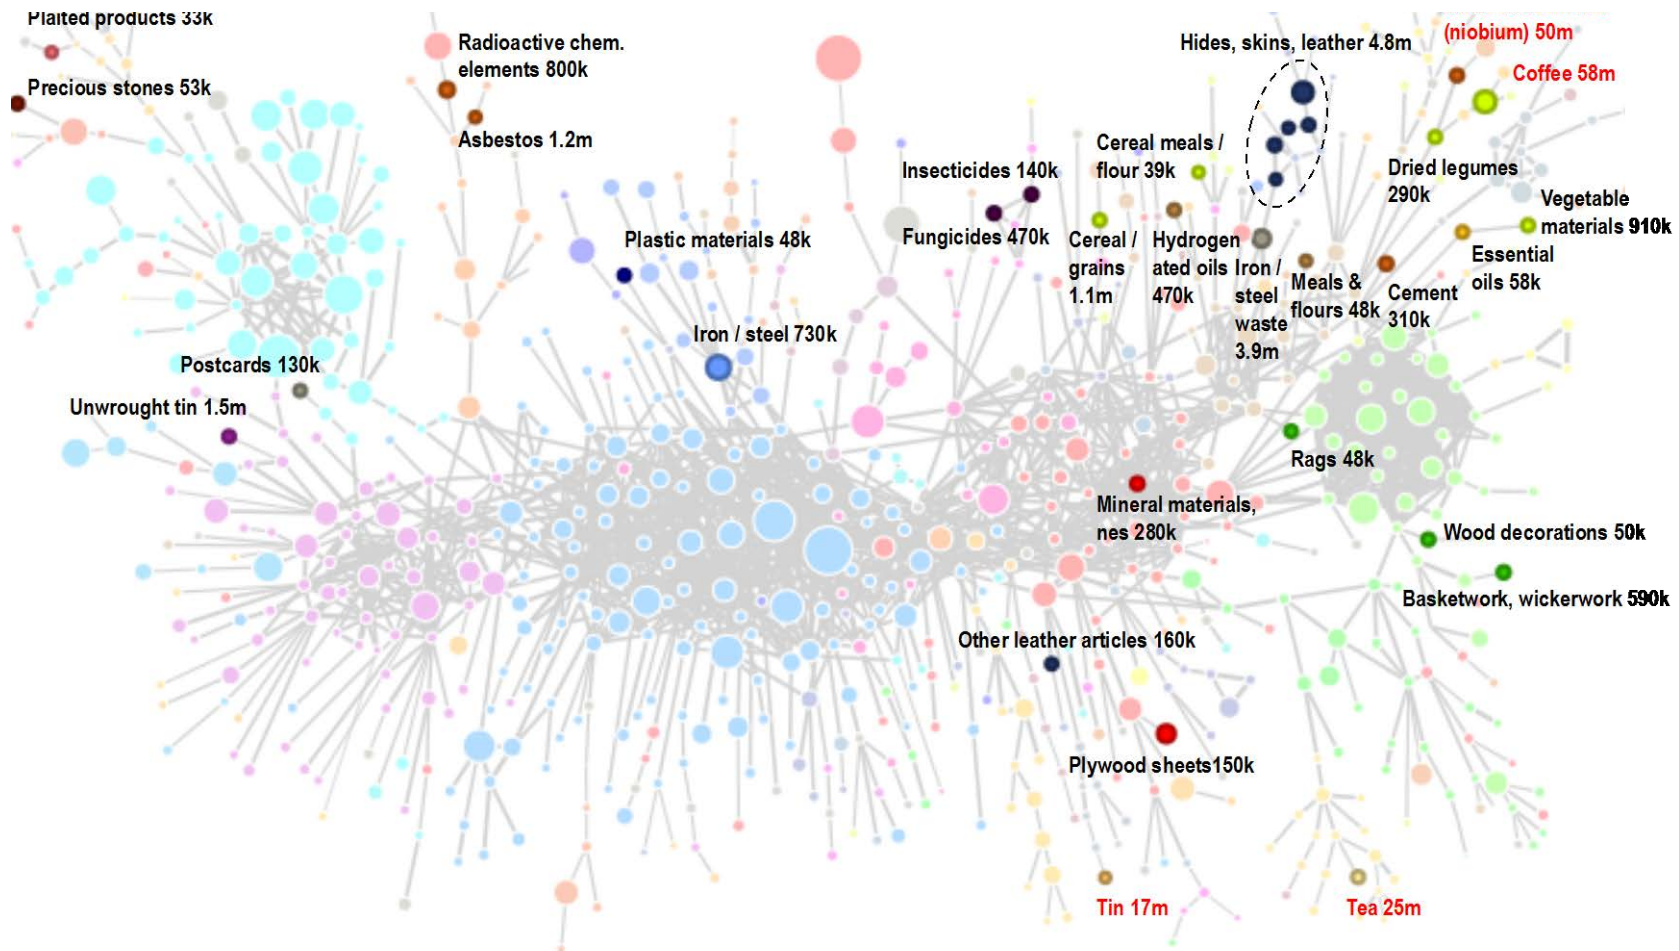 Plaited products 33k
Precious stones 53k
Radioactive chem.
elements 800k
Asbestos 1.2m
Hides, skins, leather 4.8m
(niobium) 50m
Coffee 58m
Cereal meals /
flour 39k
Insecticides 140k
Fungicides 470k
Dried legumes
290k
Vegetable
materials 910k
Plastic materials 48k
Cereal /
grains
1.1m
Hydrogen
ated oils
470k
Iron /
steel
waste
3.9m
Meals &
flours 48k
Cement
310k
Essential
oils 58k
Iron / steel 730k
Postcards 130k
Unwrought tin 1.5m
Rags 48k
Mineral materials,
nes 280k
Wood decorations 50k
Basketwork, wickerwork 590k
Other leather articles 160k
Plywood sheets150k
Tin 17m
Tea 25m